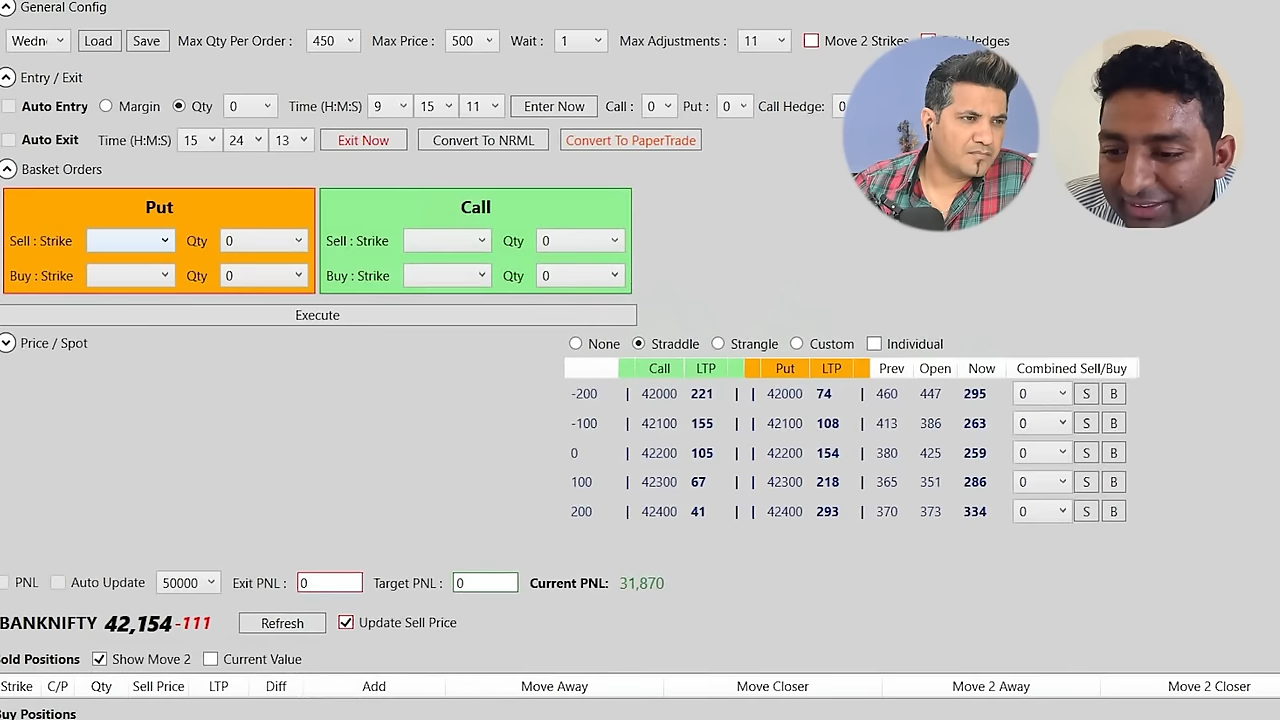 General Config
Wedn Load Save Max Qty Per Order : 450 Max Price : 500 Wait : 1 Max Adjustments : 11 Move 2 Strikes Hedges
Entry / Exit
Auto Entry Margin Qty 0 Time (H:M:S) 9 15 11 Enter Now Call : 0 Put : 0 Call Hedge: 0
Auto Exit Time (H:M:S) 15 24 13 Exit Now Convert To NRML Convert To PaperTrade
Basket Orders
Put Call
Sell : Strike Qty 0 Sell : Strike Qty 0
Buy : Strike Qty 0 Buy : Strike Qty 0
Execute
Price / Spot None Straddle Strangle Custom Individual
Call LTP Put LTP Prev Open Now Combined Sell/Buy
-200 | 42000 221 | | 42000 74 | 460 447 295 0 S B
-100 | 42100 155 | | 42100 108 | 413 386 263 0 S B
0 | 42200 105 | | 42200 154 | 380 425 259 0 S B
100 | 42300 67 | | 42300 218 | 365 351 286 0 S B
200 | 42400 41 | | 42400 293 | 370 373 334 0 S B
PNL Auto Update 50000 Exit PNL : 0 Target PNL : 0 Current PNL: 31,870
BANKNIFTY 42,154 -111 Refresh Update Sell Price
old Positions Show Move 2 Current Value
Strike C/P Qty Sell Price LTP Diff Add Move Away Move Closer Move 2 Away Move 2 Closer
Buy Positions